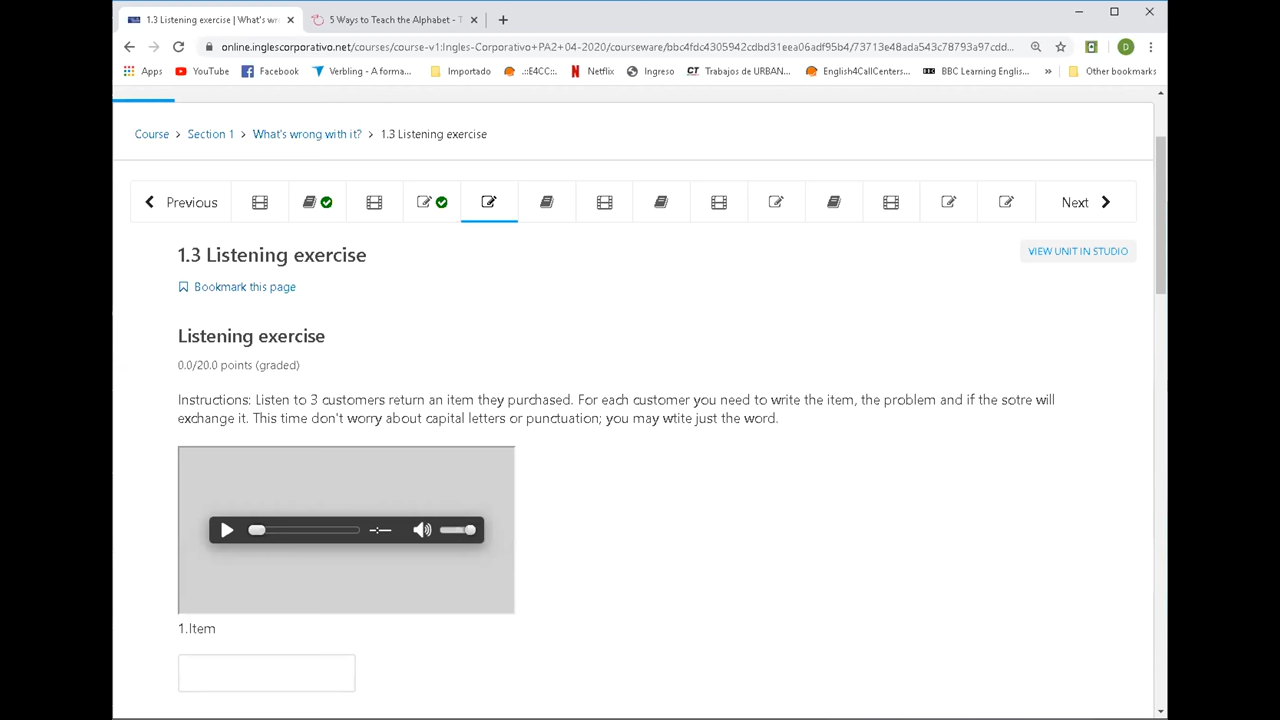 1.3 Listening exercise | What's wr
5 Ways to Teach the Alphabet - T
online.inglescorporativo.net/courses/course-v1:Ingles-Corporativo+PA2+04-2020/courseware/bbc4fdc4305942cdbd31eea06adf95b4/73713e48ada543c78793a97cdd...
D
Apps YouTube Facebook Verbling - A forma... Importado .::E4CC::. Netflix Ingreso CT Trabajos de URBAN... English4CallCenters... BBC BBC Learning Englis... » Other bookmarks
Course > Section 1 > What's wrong with it? > 1.3 Listening exercise
Previous Next
1.3 Listening exercise
VIEW UNIT IN STUDIO
Bookmark this page
Listening exercise
0.0/20.0 points (graded)
Instructions: Listen to 3 customers return an item they purchased. For each customer you need to write the item, the problem and if the sotre will
exchange it. This time don't worry about capital letters or punctuation; you may wtite just the word.
-:--
1.Item